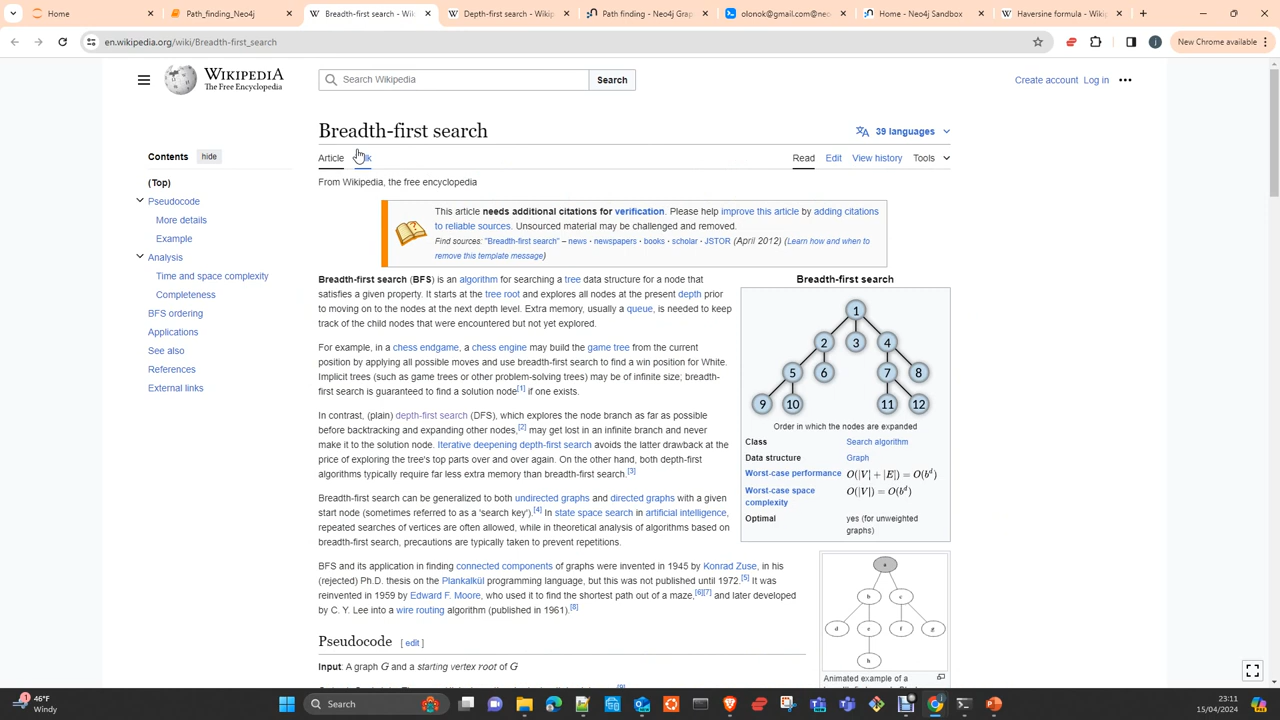 Home
Path_finding_Neo4j
Breadth-first search - Wik
Depth-first search - Wikip
Path finding - Neo4j Grap
olonok@gmail.com@neo
Home - Neo4j Sandbox
Haversine formula - Wikip
en.wikipedia.org/wiki/Breadth-first_search
New Chrome available
WIKIPEDIA
The Free Encyclopedia
Search Wikipedia
Search
Create account Log in
Breadth-first search
39 languages
Contents hide
Article
Read Edit View history Tools
(Top)
Pseudocode
More details
Example
Analysis
Time and space complexity
Completeness
BFS ordering
Applications
See also
References
External links
From Wikipedia, the free encyclopedia
This article needs additional citations for verification. Please help improve this article by adding citations
to reliable sources. Unsourced material may be challenged and removed.
Find sources: "Breadth-first search" – news · newspapers · books · scholar · JSTOR (April 2012) (Learn how and when to
remove this template message)
Breadth-first search (BFS) is an algorithm for searching a tree data structure for a node that
satisfies a given property. It starts at the tree root and explores all nodes at the present depth prior
to moving on to the nodes at the next depth level. Extra memory, usually a queue, is needed to keep
track of the child nodes that were encountered but not yet explored.
For example, in a chess endgame, a chess engine may build the game tree from the current
position by applying all possible moves and use breadth-first search to find a win position for White.
Implicit trees (such as game trees or other problem-solving trees) may be of infinite size; breadth-
first search is guaranteed to find a solution node[1] if one exists.
In contrast, (plain) depth-first search (DFS), which explores the node branch as far as possible
before backtracking and expanding other nodes,[2] may get lost in an infinite branch and never
make it to the solution node. Iterative deepening depth-first search avoids the latter drawback at the
price of exploring the tree's top parts over and over again. On the other hand, both depth-first
algorithms typically require far less extra memory than breadth-first search.[3]
Breadth-first search can be generalized to both undirected graphs and directed graphs with a given
start node (sometimes referred to as a 'search key').[4] In state space search in artificial intelligence,
repeated searches of vertices are often allowed, while in theoretical analysis of algorithms based on
breadth-first search, precautions are typically taken to prevent repetitions.
BFS and its application in finding connected components of graphs were invented in 1945 by Konrad Zuse, in his
(rejected) Ph.D. thesis on the Plankalkül programming language, but this was not published until 1972.[5] It was
reinvented in 1959 by Edward F. Moore, who used it to find the shortest path out of a maze,[6][7] and later developed
by C. Y. Lee into a wire routing algorithm (published in 1961).[8]
Pseudocode [ edit ]
Input: A graph G and a starting vertex root of G
Breadth-first search
1
2 3 4
5 6 7 8
9 10 11 12
Order in which the nodes are expanded
Class Search algorithm
Data structure Graph
Worst-case performance O(|V| + |E|) = O(b^d)
Worst-case space O(|V|) = O(b^d)
complexity
Optimal yes (for unweighted
graphs)
a
b c
d e f g
h
Animated example of a
46°F
Windy
Search
23:11
15/04/2024